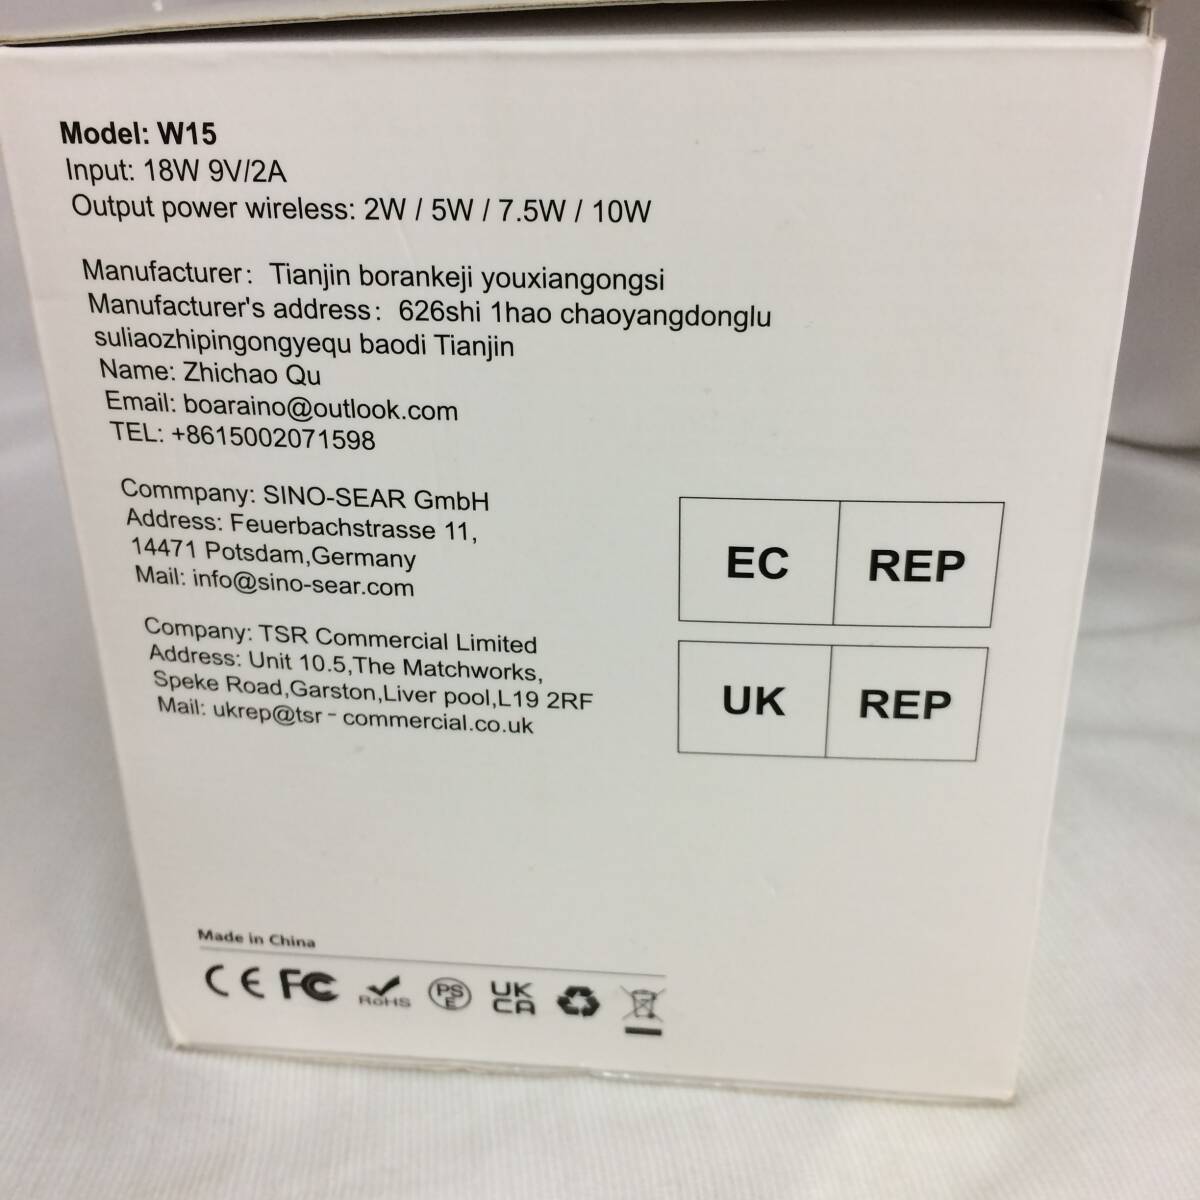 Model: W15
Input: 18W 9V/2A
Output power wireless: 2W / 5W / 7.5W / 10W
Manufacturer: Tianjin borankeji youxiangongsi
Manufacturer's address: 626shi 1hao chaoyangdonglu
suliaozhipingongyequ baodi Tianjin
Name: Zhichao Qu
Email: boaraino@outlook.com
TEL: +8615002071598
Commpany: SINO-SEAR GmbH
Address: Feuerbachstrasse 11,
14471 Potsdam,Germany
Mail: info@sino-sear.com
EC REP
Company: TSR Commercial Limited
Address: Unit 10.5,The Matchworks,
Speke Road,Garston,Liver pool,L19 2RF
Mail: ukrep@tsr-commercial.co.uk
UK REP
Made in China
CE FC RoHS PSE UKCA